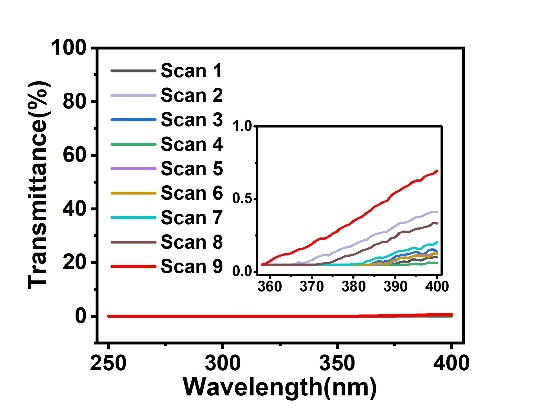 100
80
60
40
20
0
Transmittance(%)
Scan 1
Scan 2
Scan 3
Scan 4
Scan 5
Scan 6
Scan 7
Scan 8
Scan 9
1.0
0.5
0.0
360 370 380 390 400
250 300 350 400
Wavelength(nm)